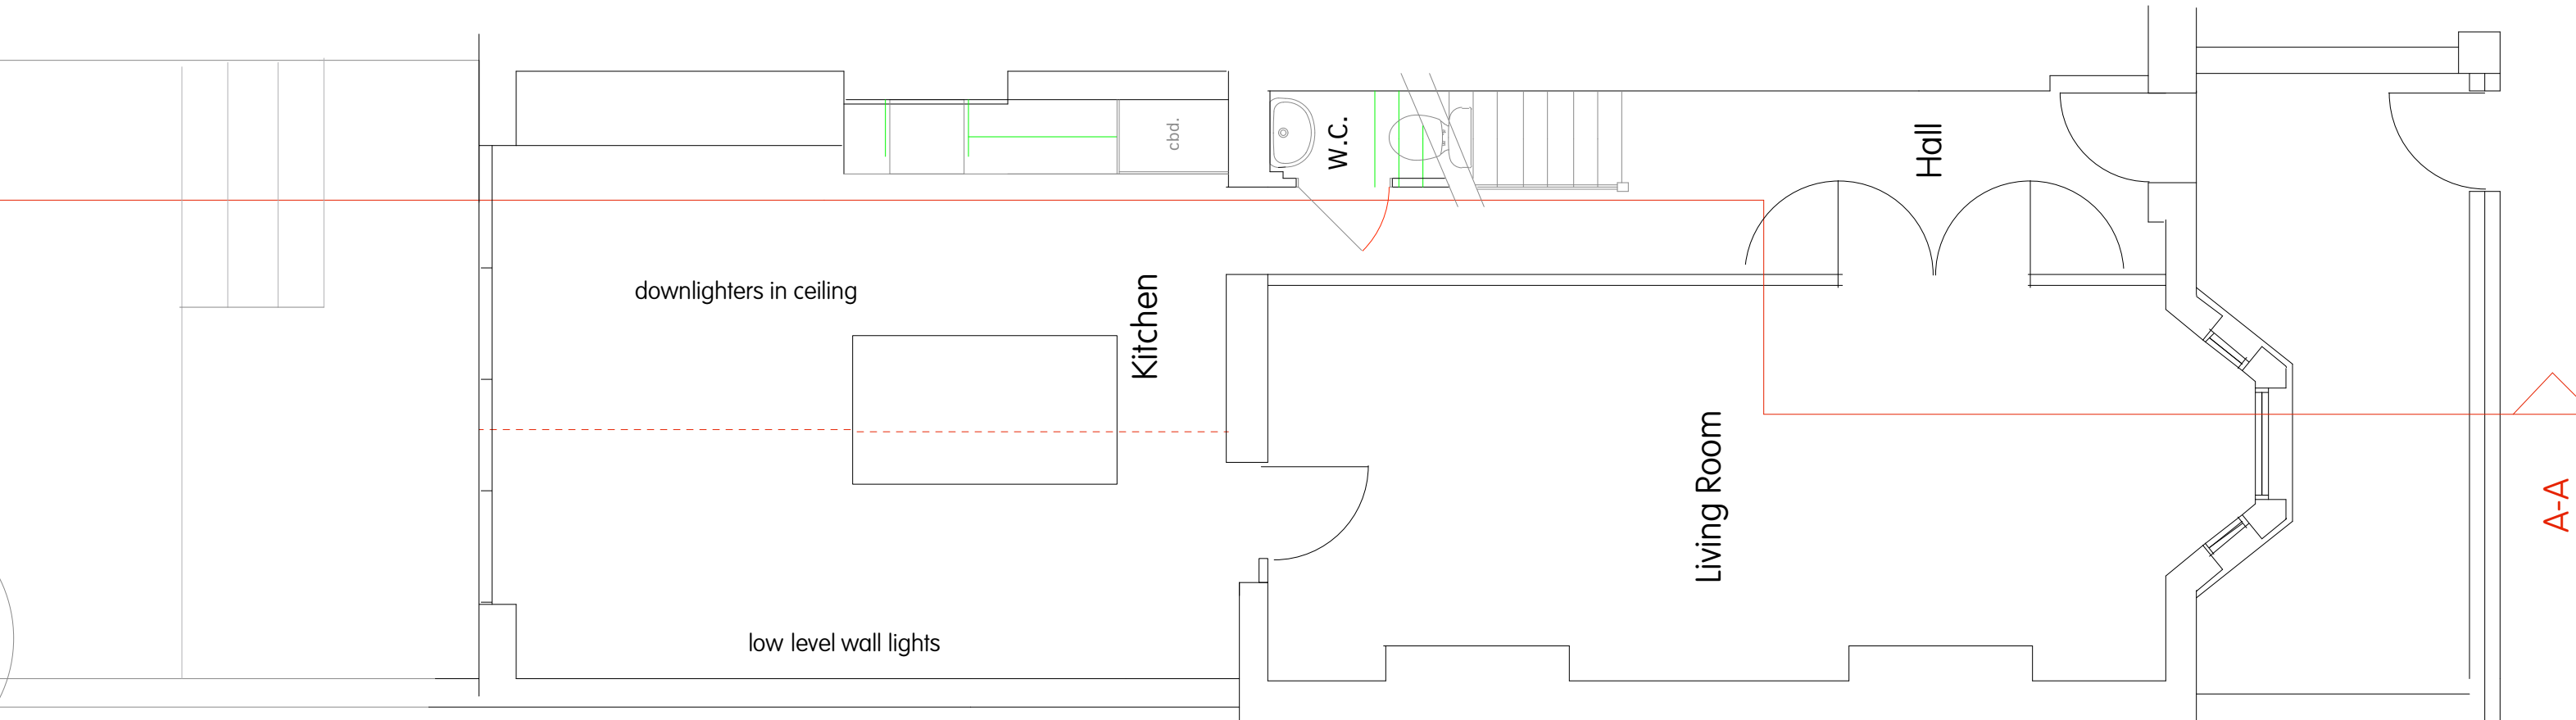 cbd.
w.c.
Hall
downlighters in ceiling
Kitchen
Living Room
A-A
low level wall lights